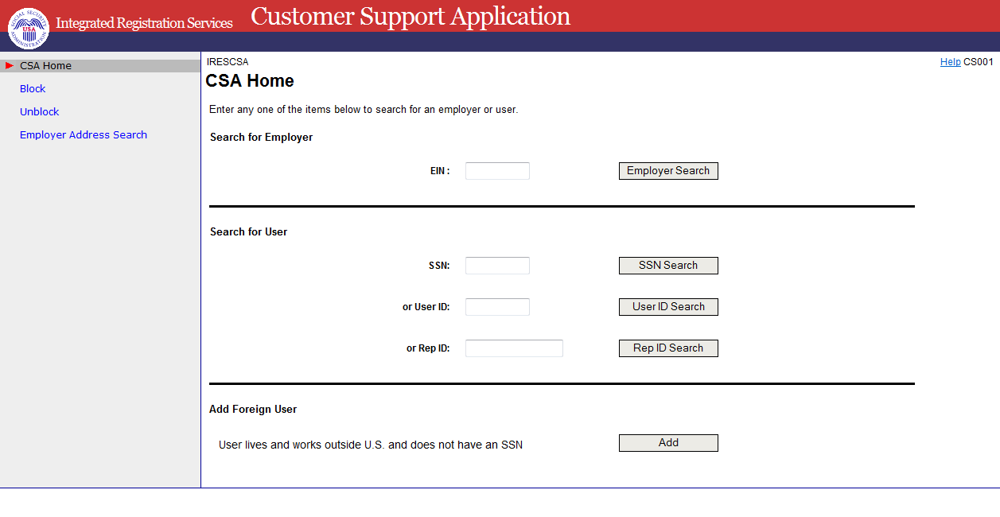 SOCIAL SECURITY ADMINISTRATION
USA
Integrated Registration Services
Customer Support Application
CSA Home
Block
Unblock
Employer Address Search
IRESCSA
Help CS001
CSA Home
Enter any one of the items below to search for an employer or user.
Search for Employer
EIN :
Employer Search
Search for User
SSN:
SSN Search
or User ID:
User ID Search
or Rep ID:
Rep ID Search
Add Foreign User
User lives and works outside U.S. and does not have an SSN
Add